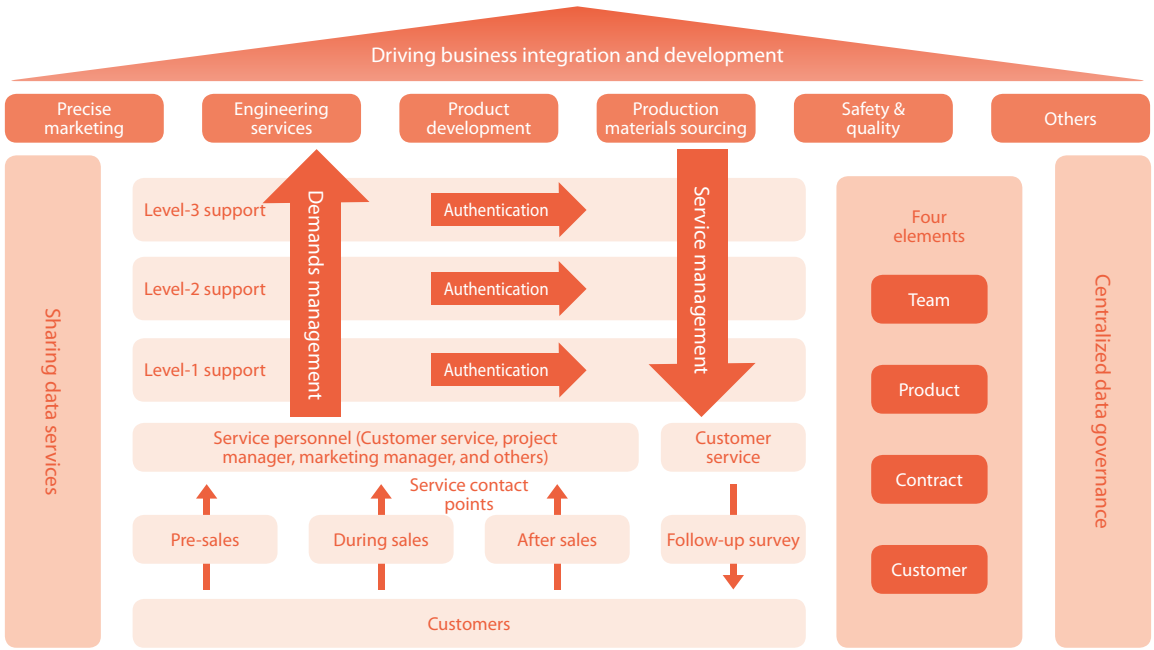 Driving business integration and development
Precise
marketing
Engineering
services
Product
development
Production
materials sourcing
Safety &
quality
Others
Sharing data services
Level-3 support
Authentication
Level-2 support
Authentication
Level-1 support
Authentication
Demands management
Service management
Service personnel (Customer service, project
manager, marketing manager, and others)
Customer
service
Service contact
points
Pre-sales
During sales
After sales
Follow-up survey
Customers
Four
elements
Team
Product
Contract
Customer
Centralized data governance